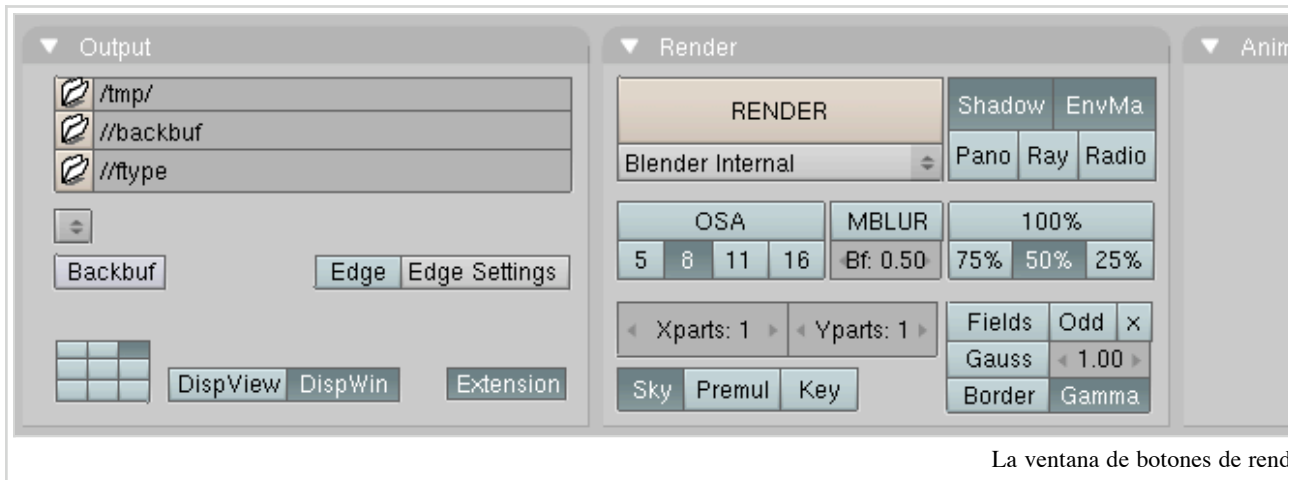 Output
/tmp/
//backbuf
//ftype
Backbuf
Edge Edge Settings
DispView DispWin Extension
Render
RENDER
Shadow EnvMa
Blender Internal
Pano Ray Radio
OSA MBLUR 100%
5 8 11 16 Bf: 0.50 75% 50% 25%
Xparts: 1 Yparts: 1
Fields Odd x
Gauss 1.00
Sky Premul Key
Border Gamma
Anim
La ventana de botones de rend